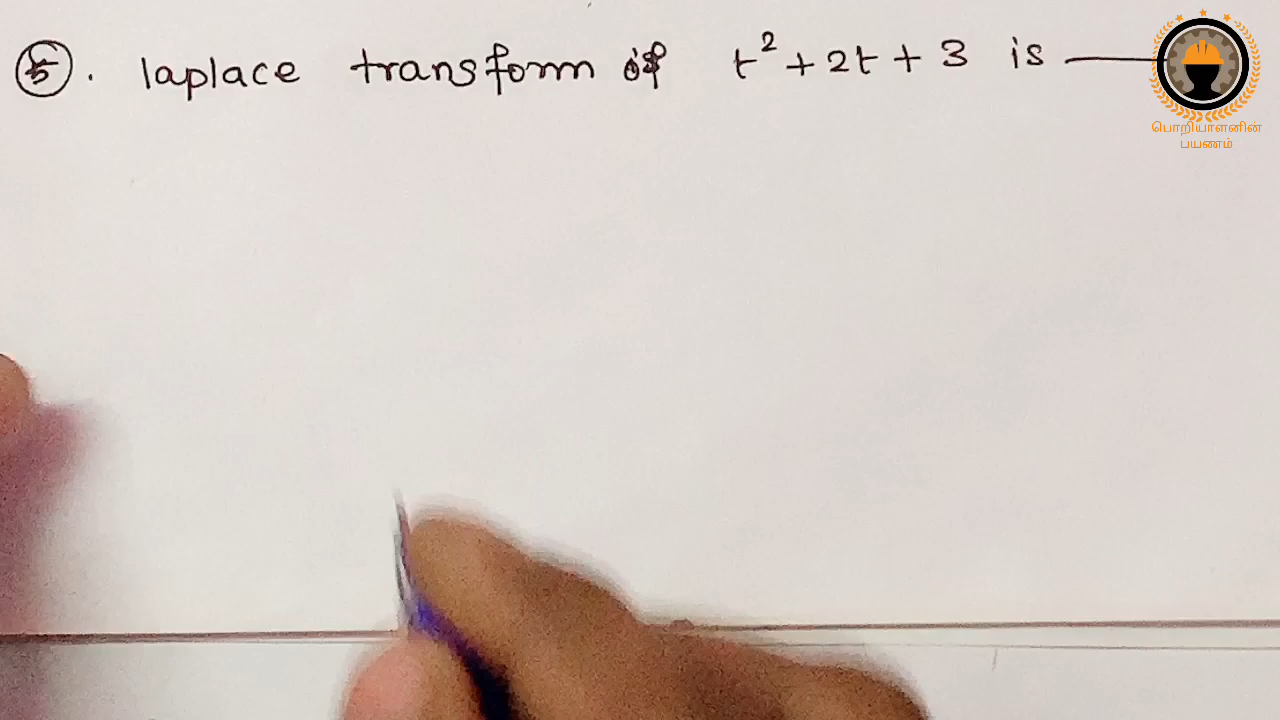 5. laplace transform of t² + 2t + 3 is ———
பொறியாளனின்
பயணம்